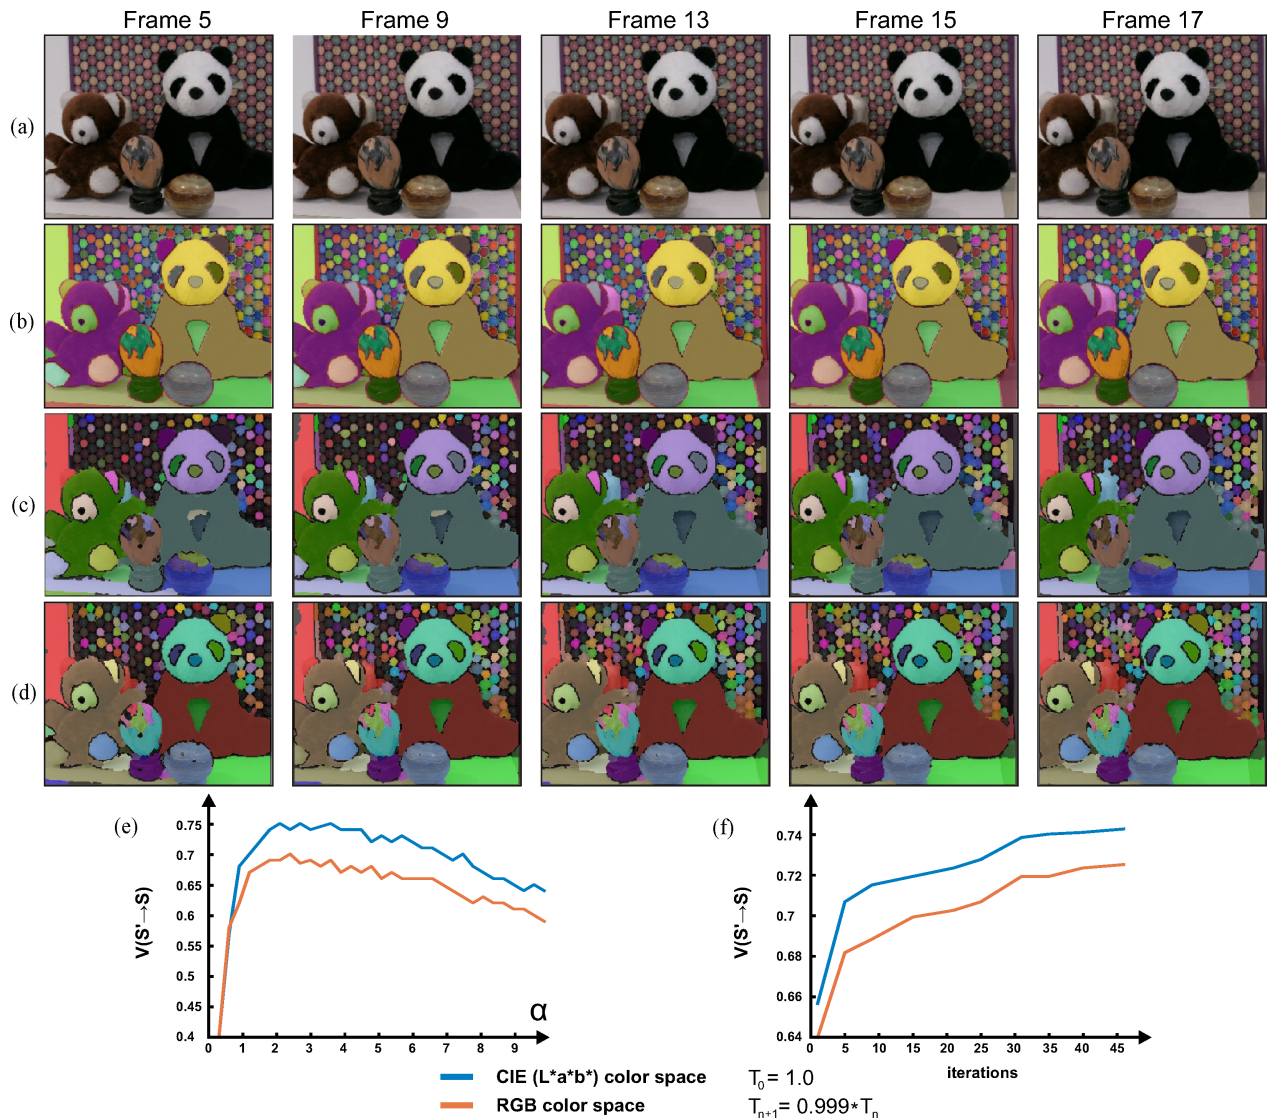 Frame 5 Frame 9 Frame 13 Frame 15 Frame 17
(a)
(b)
(c)
(d)
(e)
V(S'→S)
0.75
0.7
0.65
0.6
0.55
0.5
0.45
0.4
0 1 2 3 4 5 6 7 8 9
α
(f)
V(S'→S)
0.74
0.72
0.7
0.68
0.66
0.64
0 5 10 15 20 25 30 35 40 45
iterations
CIE (L*a*b*) color space T0 = 1.0
RGB color space Tn+1 = 0.999*Tn